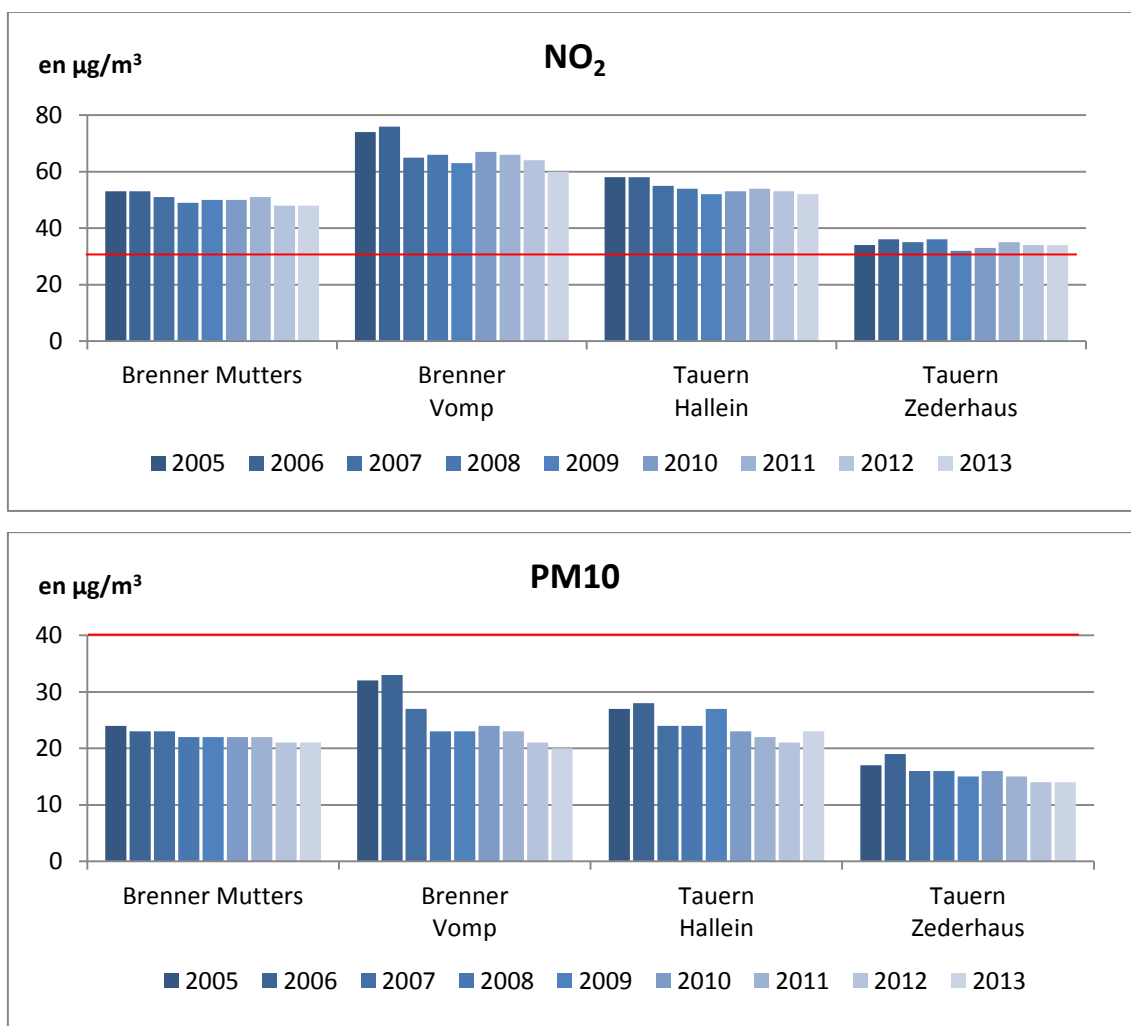 NO₂
en µg/m³
80
60
40
20
0
Brenner Mutters
Brenner
Vomp
Tauern
Hallein
Tauern
Zederhaus
2005 2006 2007 2008 2009 2010 2011 2012 2013
PM10
en µg/m³
40
30
20
10
0
Brenner Mutters
Brenner
Vomp
Tauern
Hallein
Tauern
Zederhaus
2005 2006 2007 2008 2009 2010 2011 2012 2013